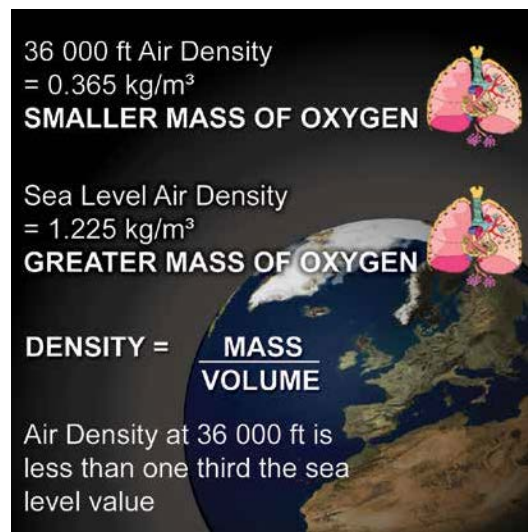 36 000 ft Air Density
= 0.365 kg/m³
SMALLER MASS OF OXYGEN
Sea Level Air Density
= 1.225 kg/m³
GREATER MASS OF OXYGEN
DENSITY = MASS
VOLUME
Air Density at 36 000 ft is
less than one third the sea
level value